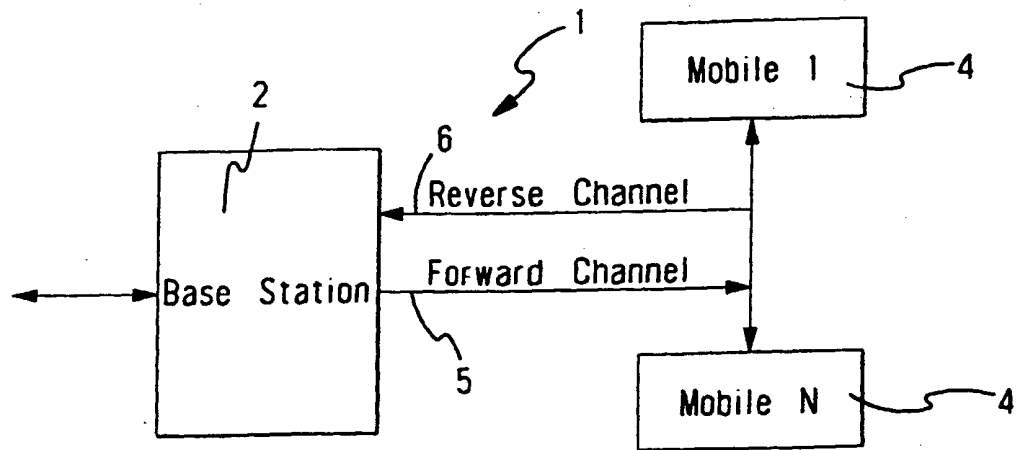 1
Mobile 1
4
2
6
Reverse Channel
Forward Channel
Base Station
5
Mobile N
4